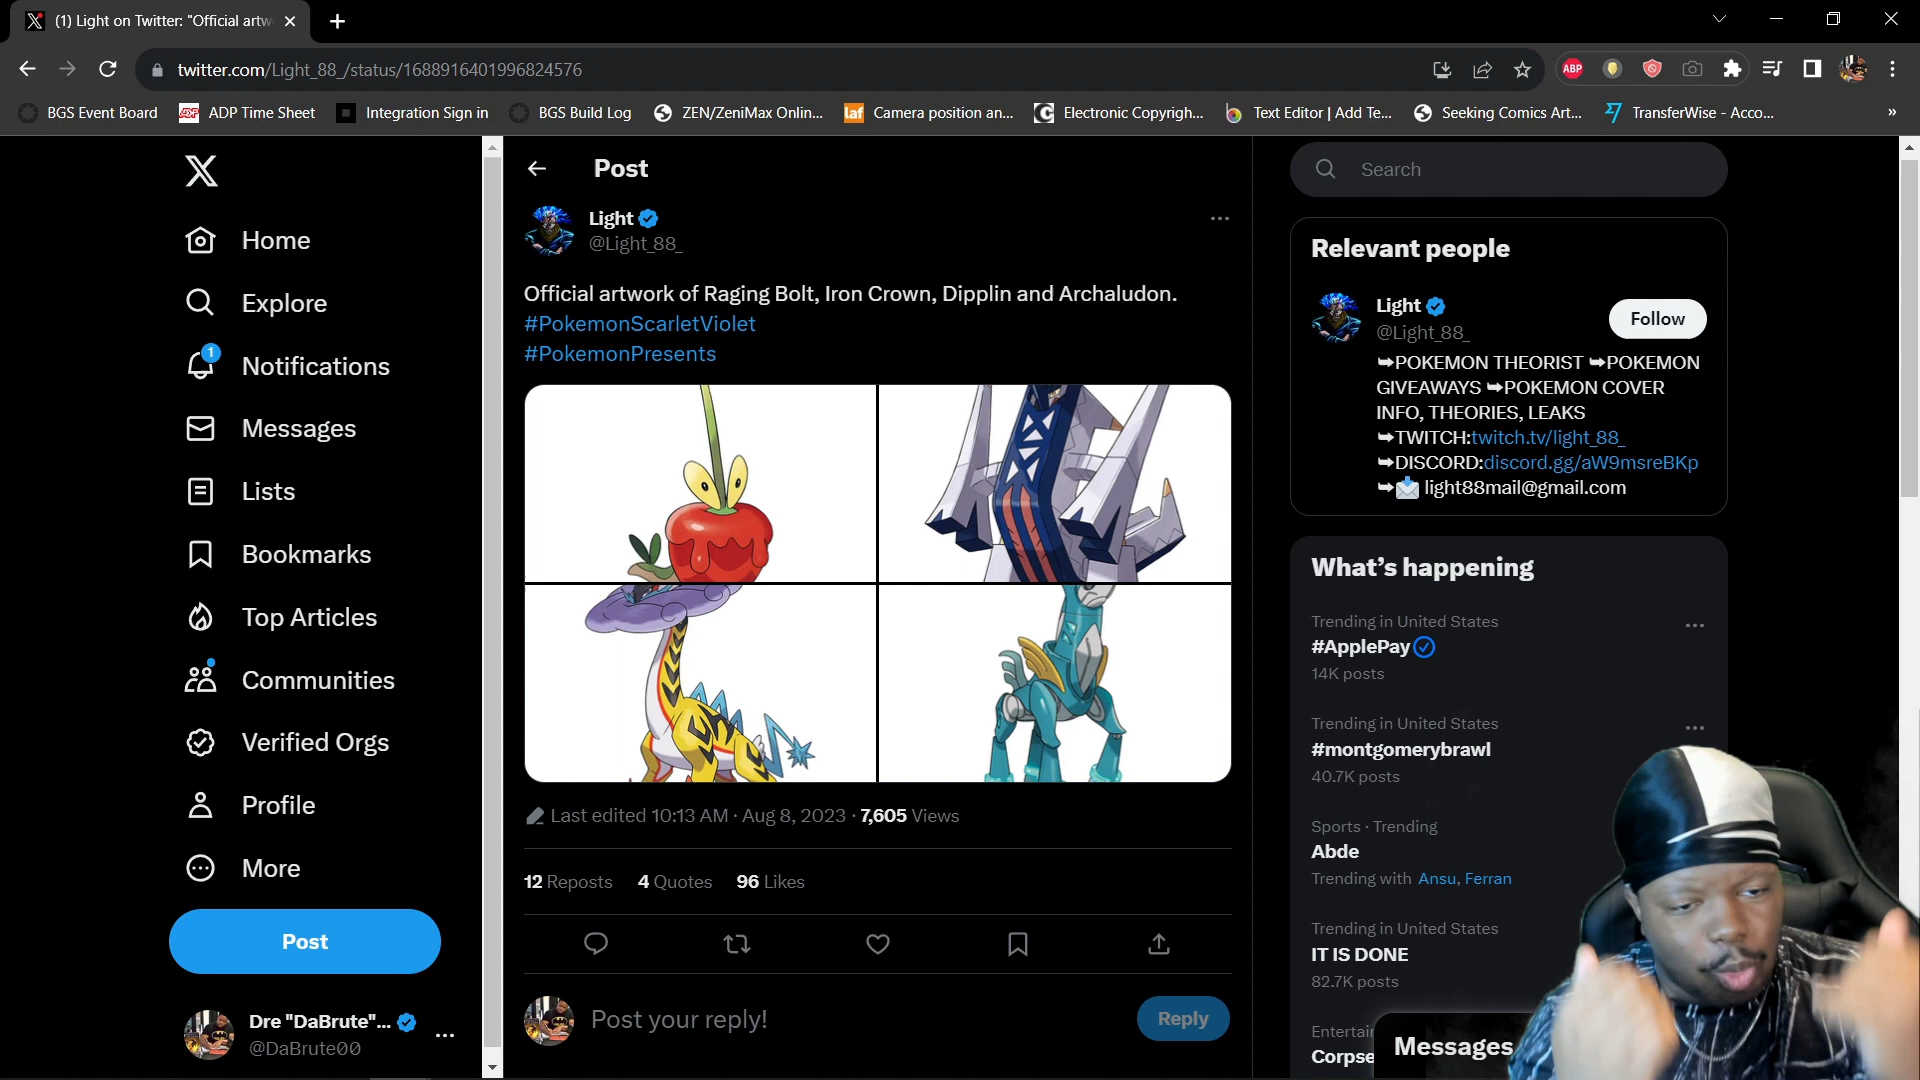 (1) Light on Twitter: "Official artw
twitter.com/Light_88_/status/1688916401996824576
ABP
BGS Event Board
ADP Time Sheet
Integration Sign in
BGS Build Log
ZEN/ZeniMax Onlin...
laf Camera position an...
Electronic Copyrigh...
Text Editor | Add Te...
Seeking Comics Art...
TransferWise - Acco...
»
Home
Explore
1
Notifications
Messages
Lists
Bookmarks
Top Articles
Communities
Verified Orgs
Profile
More
Post
Dre "DaBrute"...
@DaBrute00
Post
Light
@Light_88_
Official artwork of Raging Bolt, Iron Crown, Dipplin and Archaludon.
#PokemonScarletViolet
#PokemonPresents
Last edited 10:13 AM · Aug 8, 2023 · 7,605 Views
12 Reposts 4 Quotes 96 Likes
Post your reply!
Reply
Search
Relevant people
Light
@Light_88_
Follow
➥POKEMON THEORIST ➥POKEMON
GIVEAWAYS ➥POKEMON COVER
INFO, THEORIES, LEAKS
➥TWITCH:twitch.tv/light_88_
➥DISCORD:discord.gg/aW9msreBKp
➥📩 light88mail@gmail.com
What's happening
Trending in United States
#ApplePay
14K posts
Trending in United States
#montgomerybrawl
40.7K posts
Sports · Trending
Abde
Trending with Ansu, Ferran
Trending in United States
IT IS DONE
82.7K posts
Entertai
Corpse
Messages